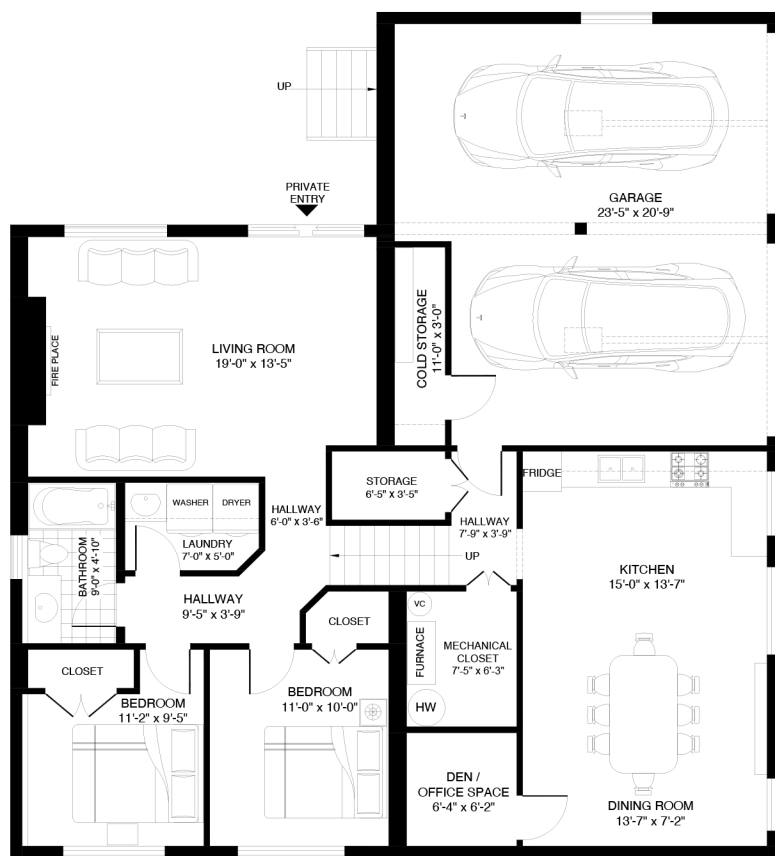 UP
PRIVATE
ENTRY
GARAGE
23'-5" x 20'-9"
LIVING ROOM
19'-0" x 13'-5"
FIRE PLACE
COLD STORAGE
11'-0" x 3'-0"
STORAGE
6'-5" x 3'-5"
FRIDGE
WASHER
DRYER
LAUNDRY
7'-0" x 5'-0"
HALLWAY
6'-0" x 3'-6"
HALLWAY
7'-9" x 3'-9"
UP
BATHROOM
9'-0" x 4'-10"
HALLWAY
9'-5" x 3'-9"
KITCHEN
15'-0" x 13'-7"
CLOSET
VC
FURNACE
MECHANICAL
CLOSET
7'-5" x 6'-3"
HW
CLOSET
BEDROOM
11'-2" x 9'-5"
BEDROOM
11'-0" x 10'-0"
DEN /
OFFICE SPACE
6'-4" x 6'-2"
DINING ROOM
13'-7" x 7'-2"